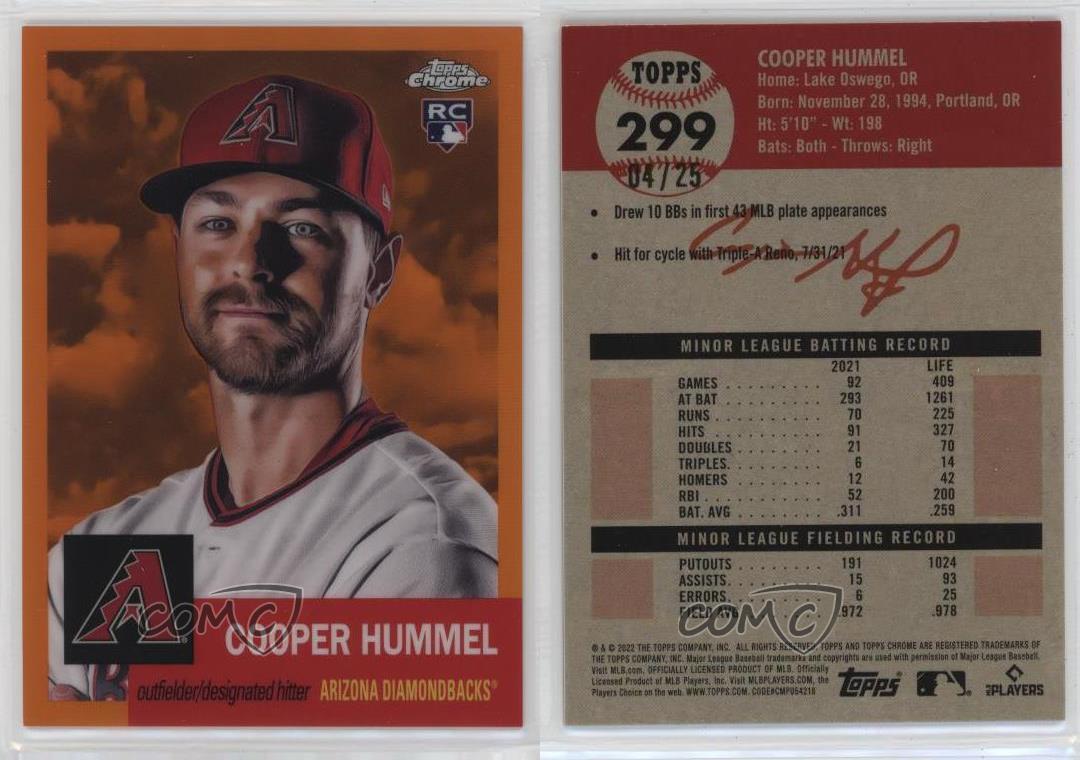 Topps
Chrome
RC
A
COMC
COOPER HUMMEL
outfielder/designated hitter ARIZONA DIAMONDBACKS®
TOPPS
299
04/25
COOPER HUMMEL
Home: Lake Oswego, OR
Born: November 28, 1994, Portland, OR
Ht: 5'10" - Wt: 198
Bats: Both - Throws: Right
• Drew 10 BBs in first 43 MLB plate appearances
• Hit for cycle with Triple-A Reno, 7/31/21
MINOR LEAGUE BATTING RECORD
2021 LIFE
GAMES . . . . . . . . . 92 409
AT BAT . . . . . . . . . 293 1261
RUNS . . . . . . . . . . 70 225
HITS . . . . . . . . . . 91 327
DOUBLES . . . . . . . . 21 70
TRIPLES. . . . . . . . . 6 14
HOMERS . . . . . . . . 12 42
RBI . . . . . . . . . . . 52 200
BAT. AVG . . . . . . . . .311 .259
MINOR LEAGUE FIELDING RECORD
PUTOUTS . . . . . . . . 191 1024
ASSISTS. . . . . . . . . 15 93
ERRORS. . . . . . . . . 6 25
FIELD AVG . . . . . . . .972 .978
COMC
® & © 2022 THE TOPPS COMPANY, INC. ALL RIGHTS RESERVED. TOPPS AND TOPPS CHROME ARE REGISTERED TRADEMARKS OF
THE TOPPS COMPANY, INC. Major League Baseball trademarks and copyrights are used with permission of Major League Baseball.
Visit MLB.com. OFFICIALLY LICENSED PRODUCT OF MLB. Officially
Licensed Product of MLB Players, Inc. Visit MLBPLAYERS.com, the
Players Choice on the web. WWW.TOPPS.COM. CODE#CMP054218
Topps
MLB PLAYERS